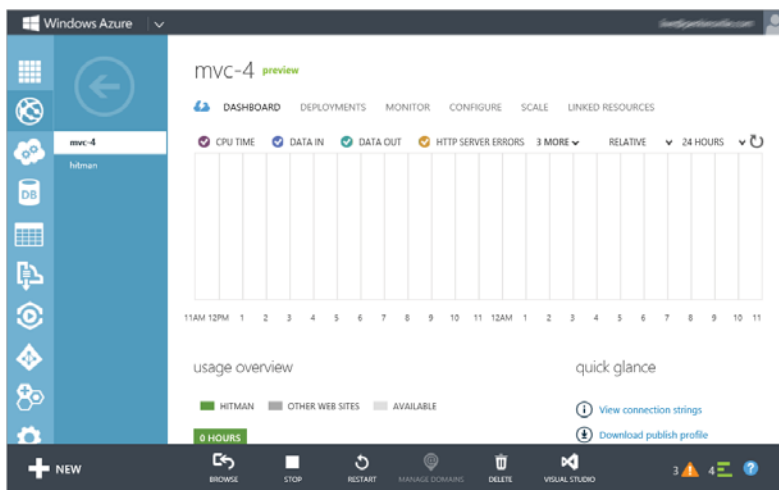 Windows Azure
mvc-4 preview
DASHBOARD DEPLOYMENTS MONITOR CONFIGURE SCALE LINKED RESOURCES
mvc-4
hitman
DB
CPU TIME DATA IN DATA OUT HTTP SERVER ERRORS 3 MORE RELATIVE 24 HOURS
11AM 12PM 1 2 3 4 5 6 7 8 9 10 11 12AM 1 2 3 4 5 6 7 8 9 10 11
usage overview
HITMAN OTHER WEB SITES AVAILABLE
0 HOURS
quick glance
View connection strings
Download publish profile
NEW
BROWSE STOP RESTART MANAGE DOMAINS DELETE VISUAL STUDIO
3 4 ?